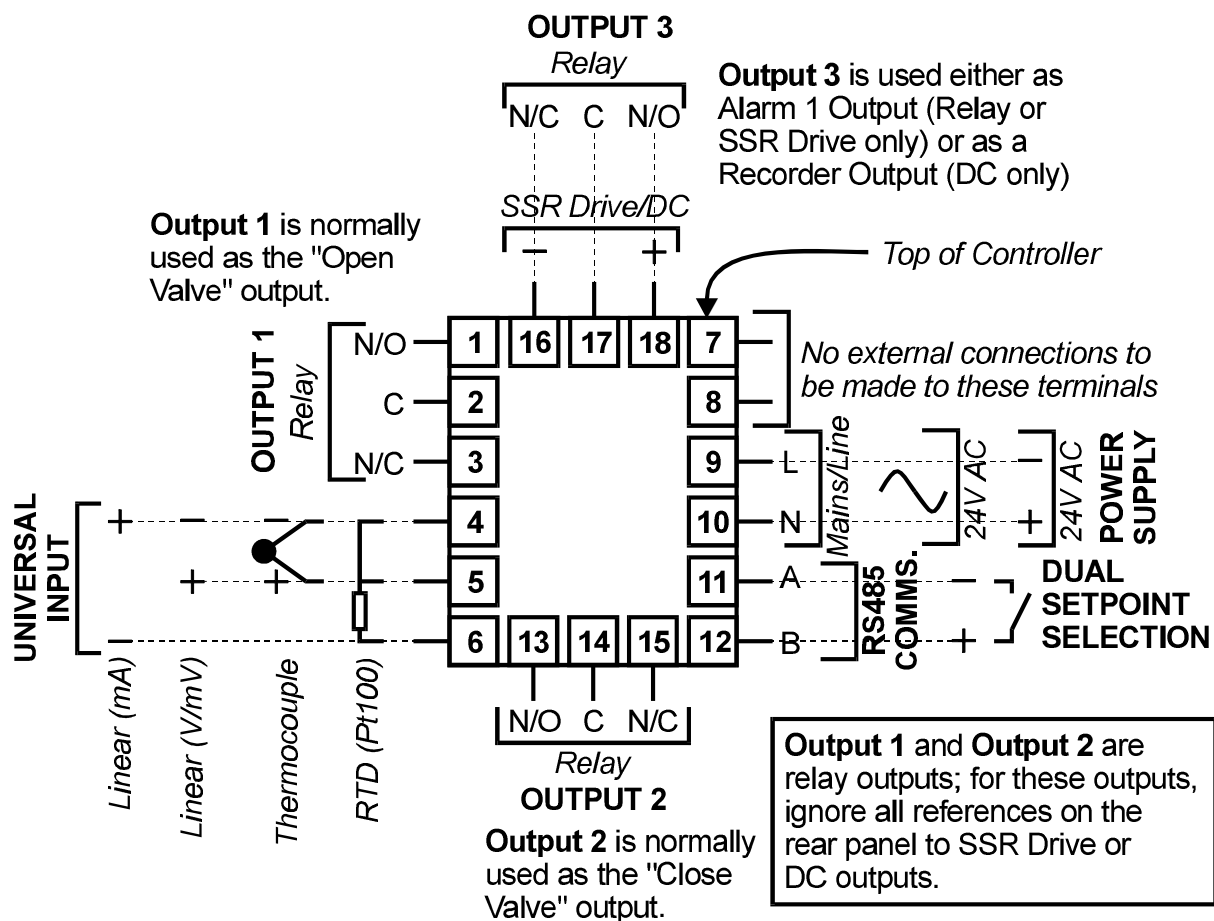 OUTPUT 3
Relay
N/C C N/O
Output 3 is used either as
Alarm 1 Output (Relay or
SSR Drive only) or as a
Recorder Output (DC only)
SSR Drive/DC
− +
Output 1 is normally
used as the "Open
Valve" output.
Top of Controller
OUTPUT 1
Relay
N/O
C
N/C
1 16 17 18 7
2 8
3 9
4 10
5 11
6 13 14 15 12
No external connections to
be made to these terminals
L
N
Mains/Line
24V AC
− +
24V AC
POWER
SUPPLY
A
B
RS485
COMMS.
− +
DUAL
SETPOINT
SELECTION
UNIVERSAL
INPUT
+ − −
+ +
−
Linear (mA)
Linear (V/mV)
Thermocouple
RTD (Pt100)
N/O C N/C
Relay
OUTPUT 2
Output 2 is normally
used as the "Close
Valve" output.
Output 1 and Output 2 are
relay outputs; for these outputs,
ignore all references on the
rear panel to SSR Drive or
DC outputs.